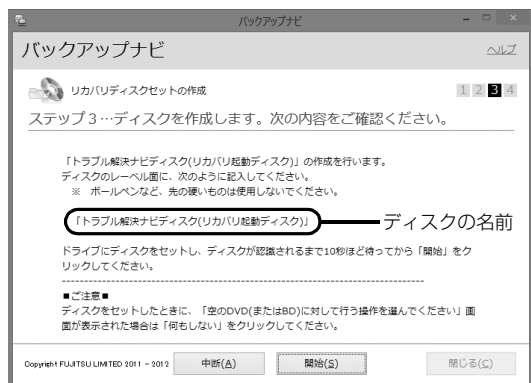 バックアップナビ
バックアップナビ
ヘルプ
リカバリディスクセットの作成
1 2 3 4
ステップ3…ディスクを作成します。次の内容をご確認ください。
「トラブル解決ナビディスク(リカバリ起動ディスク)」の作成を行います。
ディスクのレーベル面に、次のように記入してください。
※ ボールペンなど、先の硬いものは使用しないでください。
「トラブル解決ナビディスク(リカバリ起動ディスク)」
ディスクの名前
ドライブにディスクをセットし、ディスクが認識されるまで10秒ほど待ってから「開始」をク
リックしてください。
■ご注意■
ディスクをセットしたときに、「空のDVD(またはBD)に対して行う操作を選んでください」画
面が表示された場合は「何もしない」をクリックしてください。
Copyright FUJITSU LIMITED 2011 - 2012
中断(A)
開始(S)
閉じる(C)